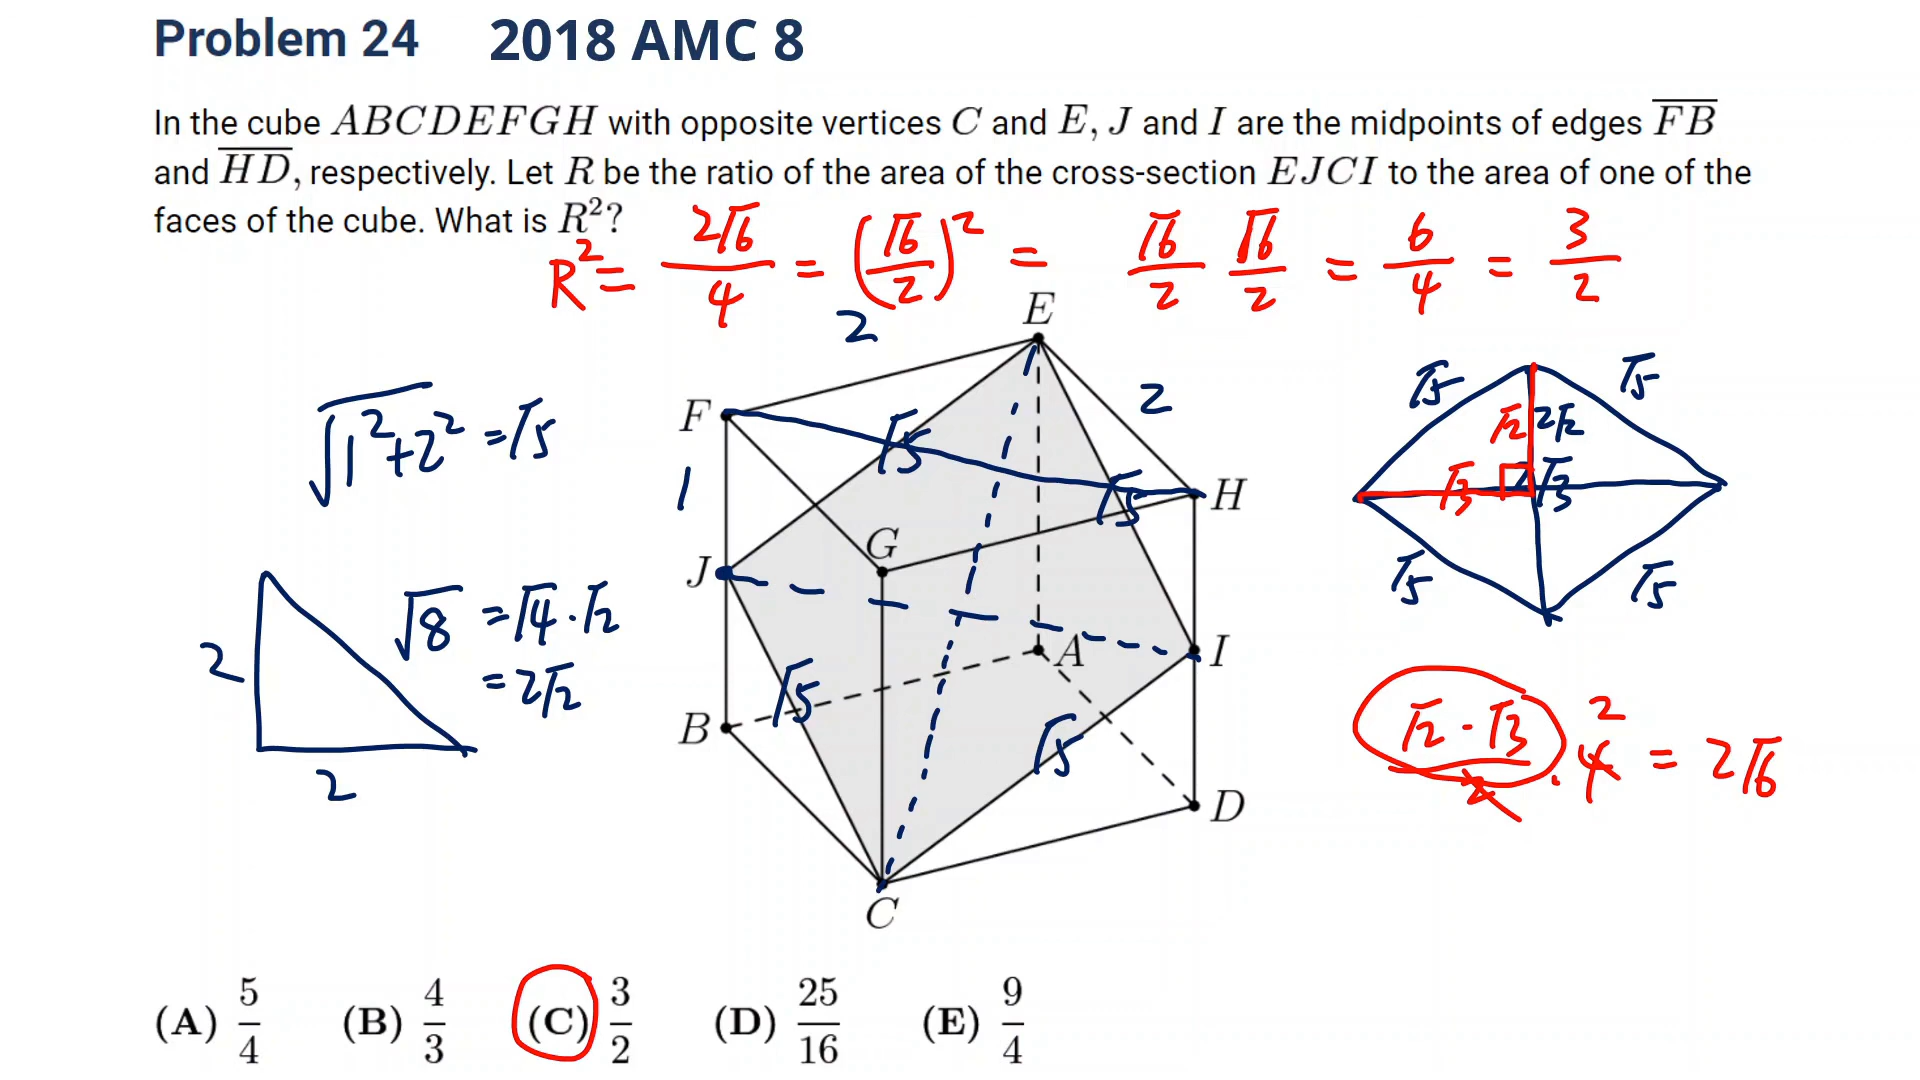 Problem 24 2018 AMC 8
In the cube ABCDEFGH with opposite vertices C and E, J and I are the midpoints of edges \overline{FB}
and \overline{HD}, respectively. Let R be the ratio of the area of the cross-section EJCI to the area of one of the
faces of the cube. What is R²?
R² = 2√6/4 = (√6/2)² = √6/2 √6/2 = 6/4 = 3/2
2
E
√(1²+2²) = √5
F
√5
2
1
√5
H
G
J
√8 = √4 · √2
= 2√2
2
2
A
I
B
√5
√5
D
C
√5
√5
√2
2√2
√3
√3
√5
√5
√2 · √3/2 · 4 2 = 2√6
(A) 5/4 (B) 4/3 (C) 3/2 (D) 25/16 (E) 9/4